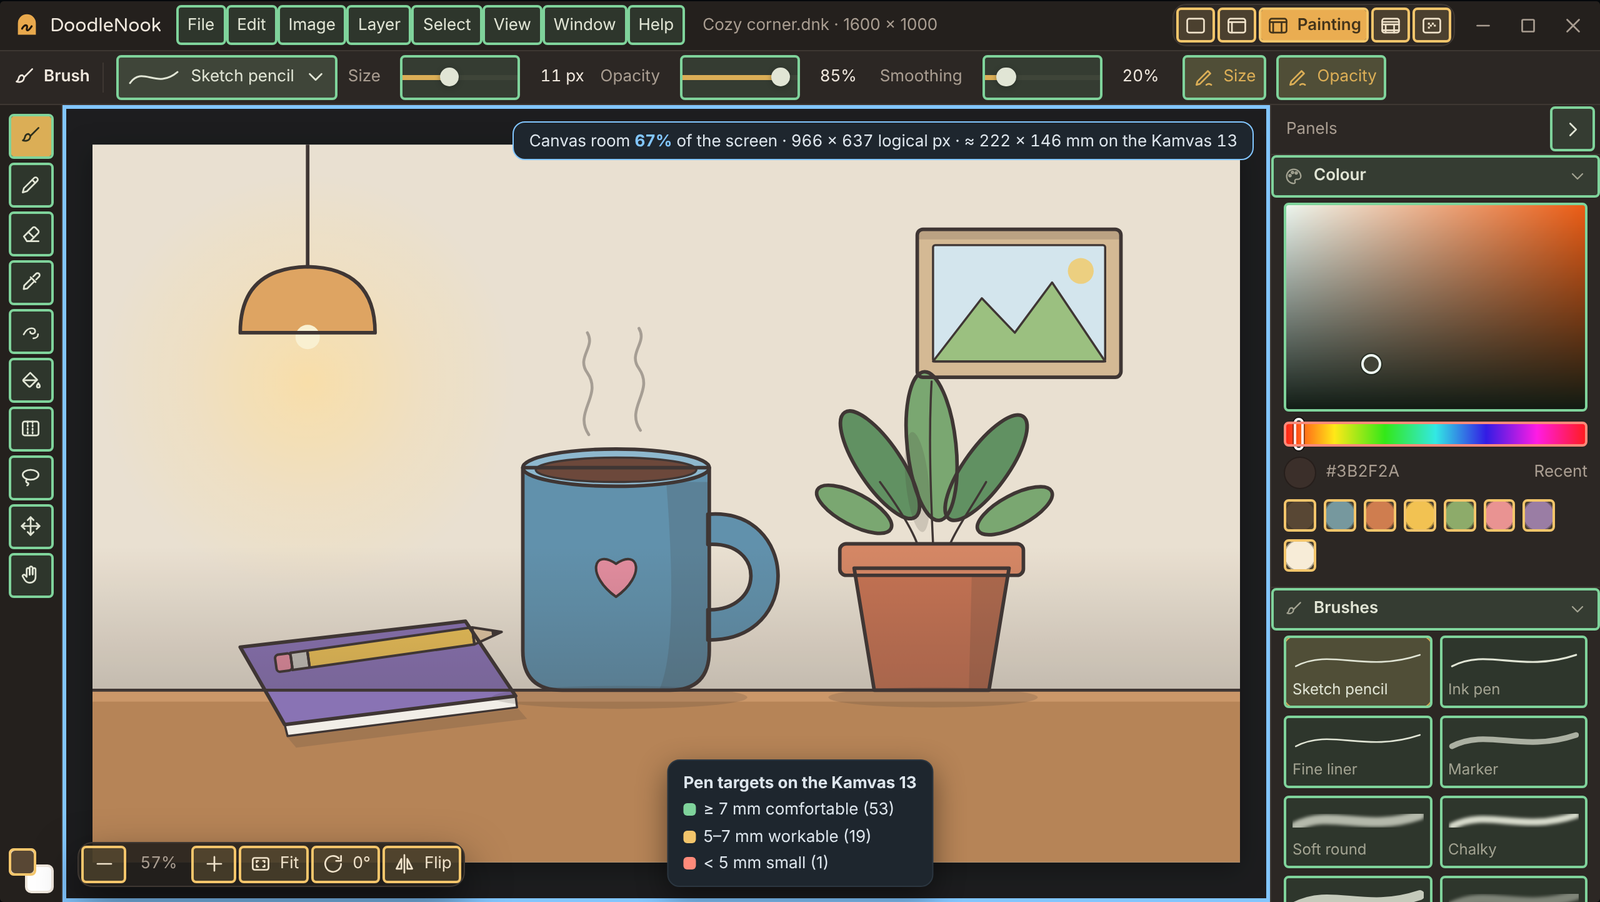 DoodleNook File Edit Image Layer Select View Window Help Cozy corner.dnk · 1600 × 1000 Painting
Brush Sketch pencil Size 11 px Opacity 85% Smoothing 20% Size Opacity
Canvas room 67% of the screen · 966 × 637 logical px · ≈ 222 × 146 mm on the Kamvas 13
Panels
Colour
#3B2F2A Recent
Brushes
Sketch pencil Ink pen
Fine liner Marker
Soft round Chalky
Pen targets on the Kamvas 13
≥ 7 mm comfortable (53)
5–7 mm workable (19)
< 5 mm small (1)
57% Fit 0° Flip